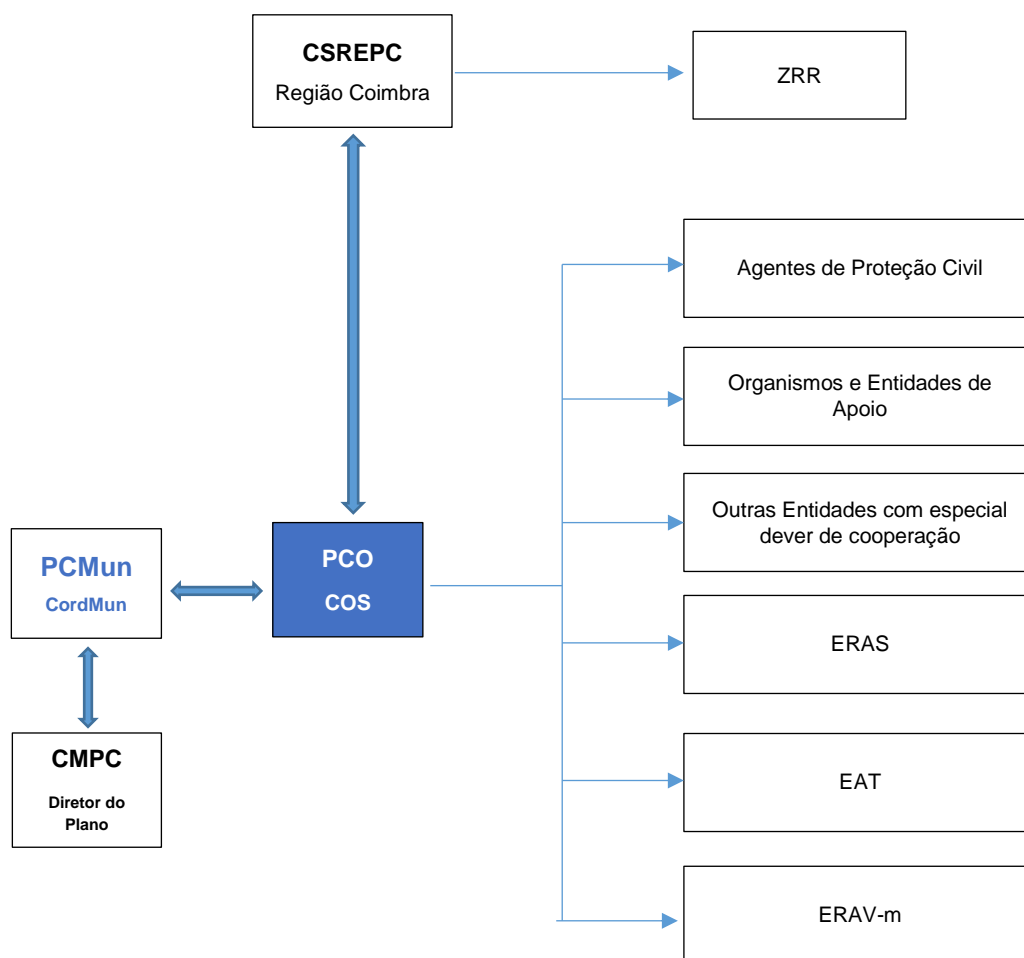 CSREPC
Região Coimbra
ZRR
Agentes de Proteção Civil
Organismos e Entidades de
Apoio
Outras Entidades com especial
dever de cooperação
PCMun
CordMun
PCO
COS
ERAS
CMPC
Diretor do
Plano
EAT
ERAV-m